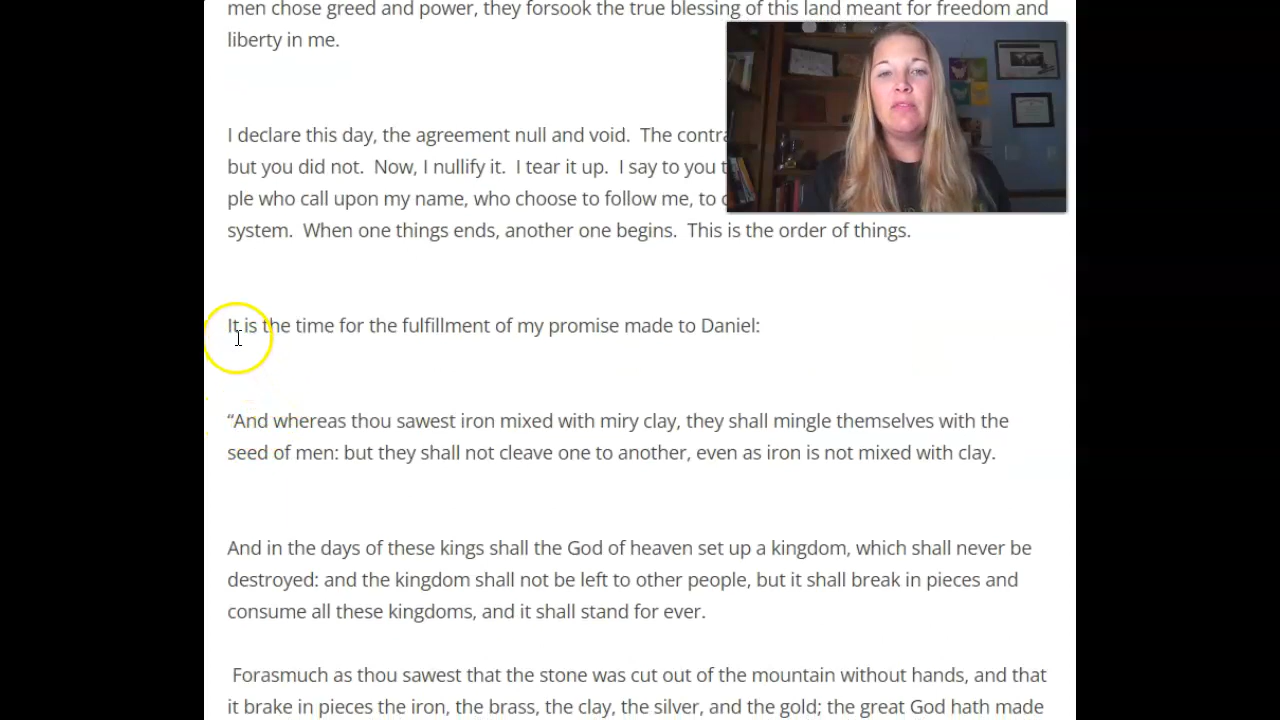 men chose greed and power, they forsook the true blessing of this land meant for freedom and
liberty in me.
I declare this day, the agreement null and void.  The contra
but you did not.  Now, I nullify it.  I tear it up.  I say to you t
ple who call upon my name, who choose to follow me, to
system.  When one things ends, another one begins.  This is the order of things.
It is the time for the fulfillment of my promise made to Daniel:
“And whereas thou sawest iron mixed with miry clay, they shall mingle themselves with the
seed of men: but they shall not cleave one to another, even as iron is not mixed with clay.
And in the days of these kings shall the God of heaven set up a kingdom, which shall never be
destroyed: and the kingdom shall not be left to other people, but it shall break in pieces and
consume all these kingdoms, and it shall stand for ever.
Forasmuch as thou sawest that the stone was cut out of the mountain without hands, and that
it brake in pieces the iron, the brass, the clay, the silver, and the gold; the great God hath made